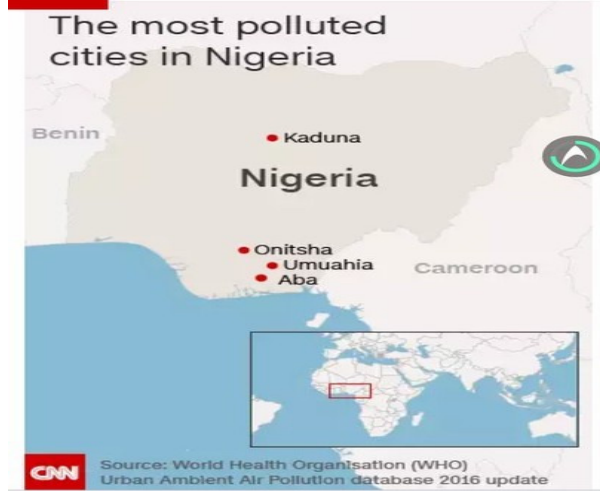 The most polluted
cities in Nigeria
Benin
Kaduna
Nigeria
Onitsha
Umuahia
Aba
Cameroon
CNN
Source: World Health Organisation (WHO)
Urban Ambient Air Pollution database 2016 update